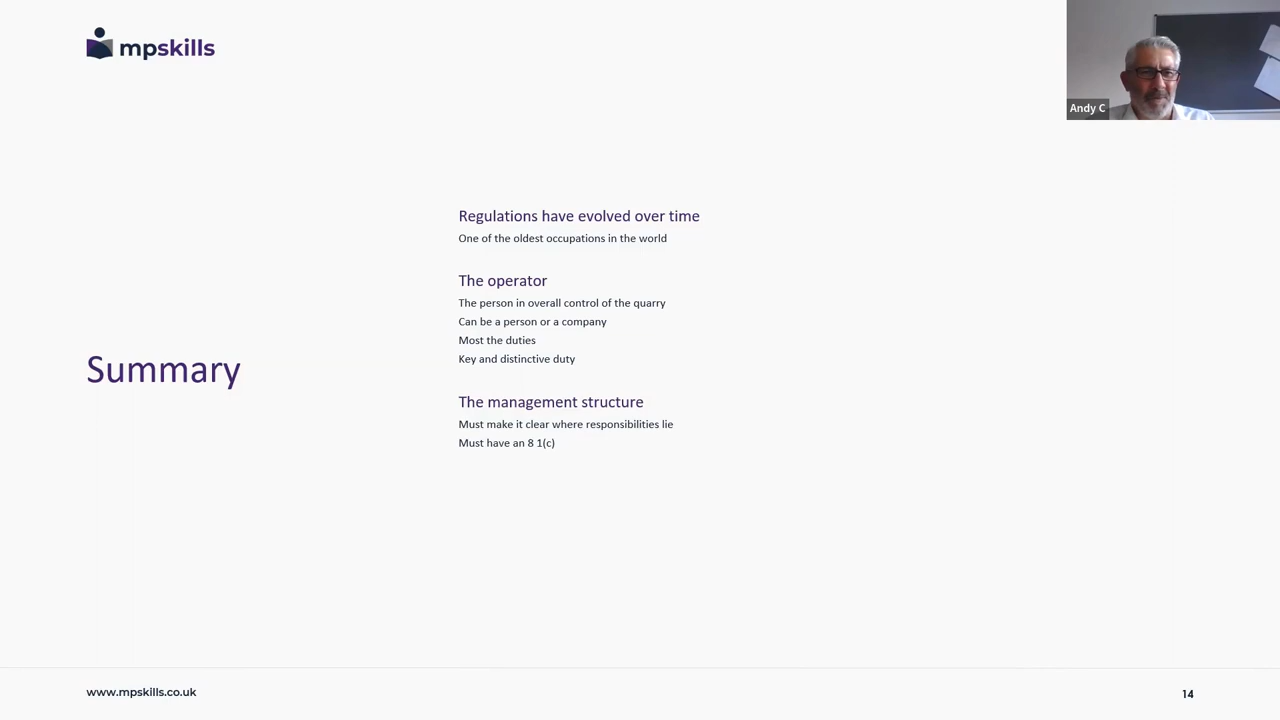 mpskills
Andy C
Regulations have evolved over time
One of the oldest occupations in the world
The operator
The person in overall control of the quarry
Can be a person or a company
Most the duties
Key and distinctive duty
Summary
The management structure
Must make it clear where responsibilities lie
Must have an 8 1(c)
www.mpskills.co.uk
14